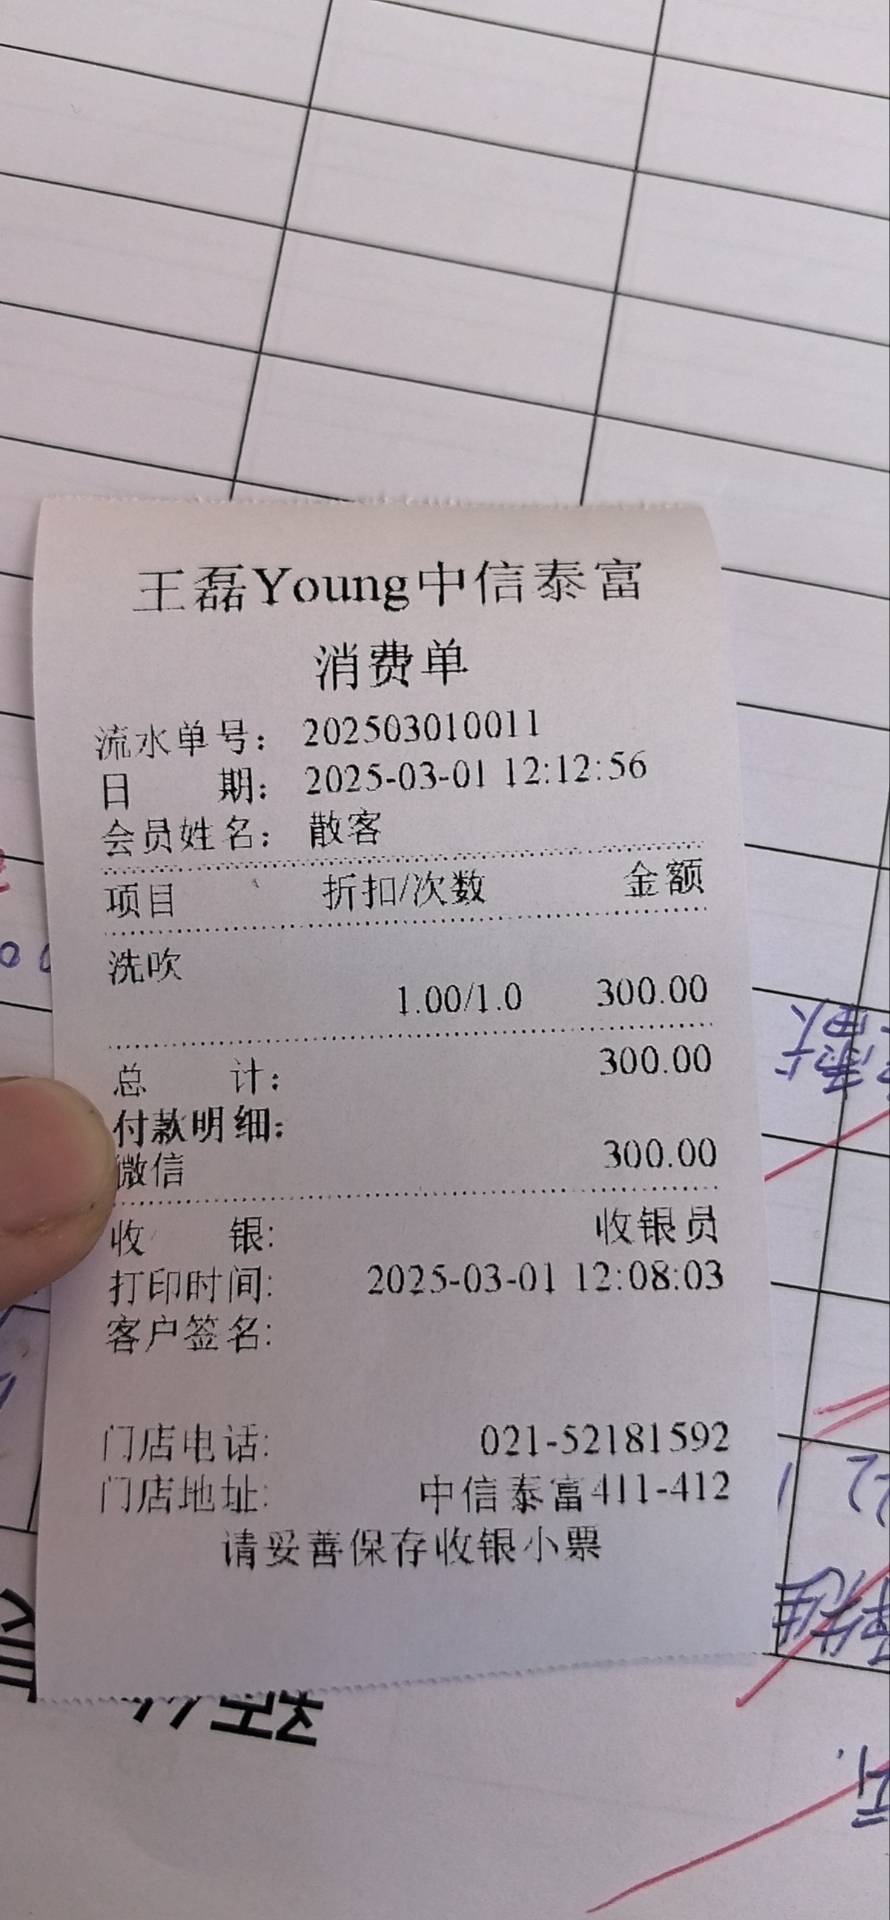 王磊Young中信泰富
消费单
流水单号： 202503010011
日 期： 2025-03-01 12:12:56
会员姓名： 散客
项目 折扣/次数 金额
洗吹
1.00/1.0 300.00
总 计： 300.00
付款明细：
微信 300.00
收 银: 收银员
打印时间: 2025-03-01 12:08:03
客户签名:
门店电话: 021-52181592
门店地址: 中信泰富411-412
请妥善保存收银小票